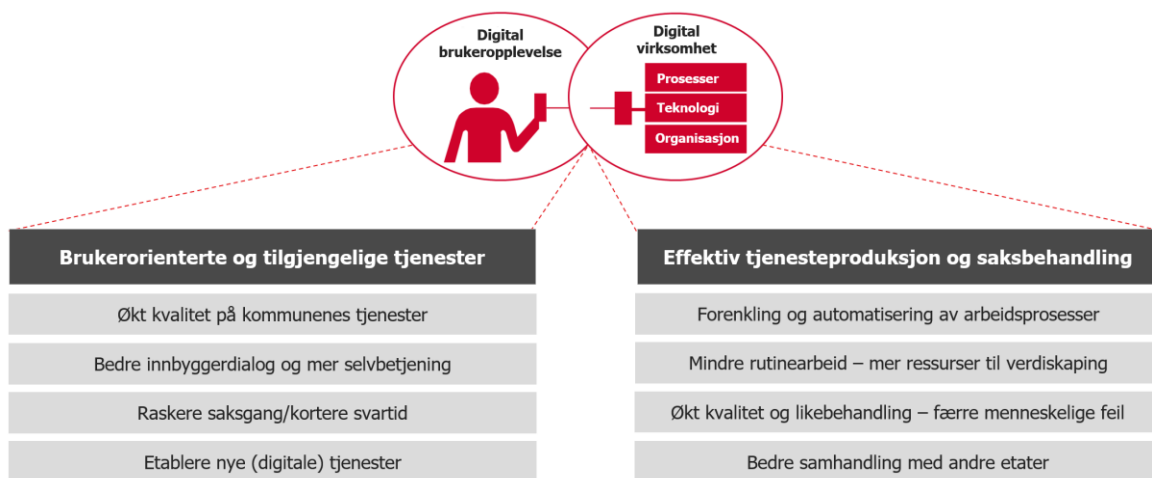 Digital
brukeropplevelse
Digital
virksomhet
Prosesser
Teknologi
Organisasjon
Brukerorienterte og tilgjengelige tjenester
Økt kvalitet på kommunenes tjenester
Bedre innbyggerdialog og mer selvbetjening
Raskere saksgang/kortere svartid
Etablere nye (digitale) tjenester
Effektiv tjenesteproduksjon og saksbehandling
Forenkling og automatisering av arbeidsprosesser
Mindre rutinearbeid – mer ressurser til verdiskaping
Økt kvalitet og likebehandling – færre menneskelige feil
Bedre samhandling med andre etater